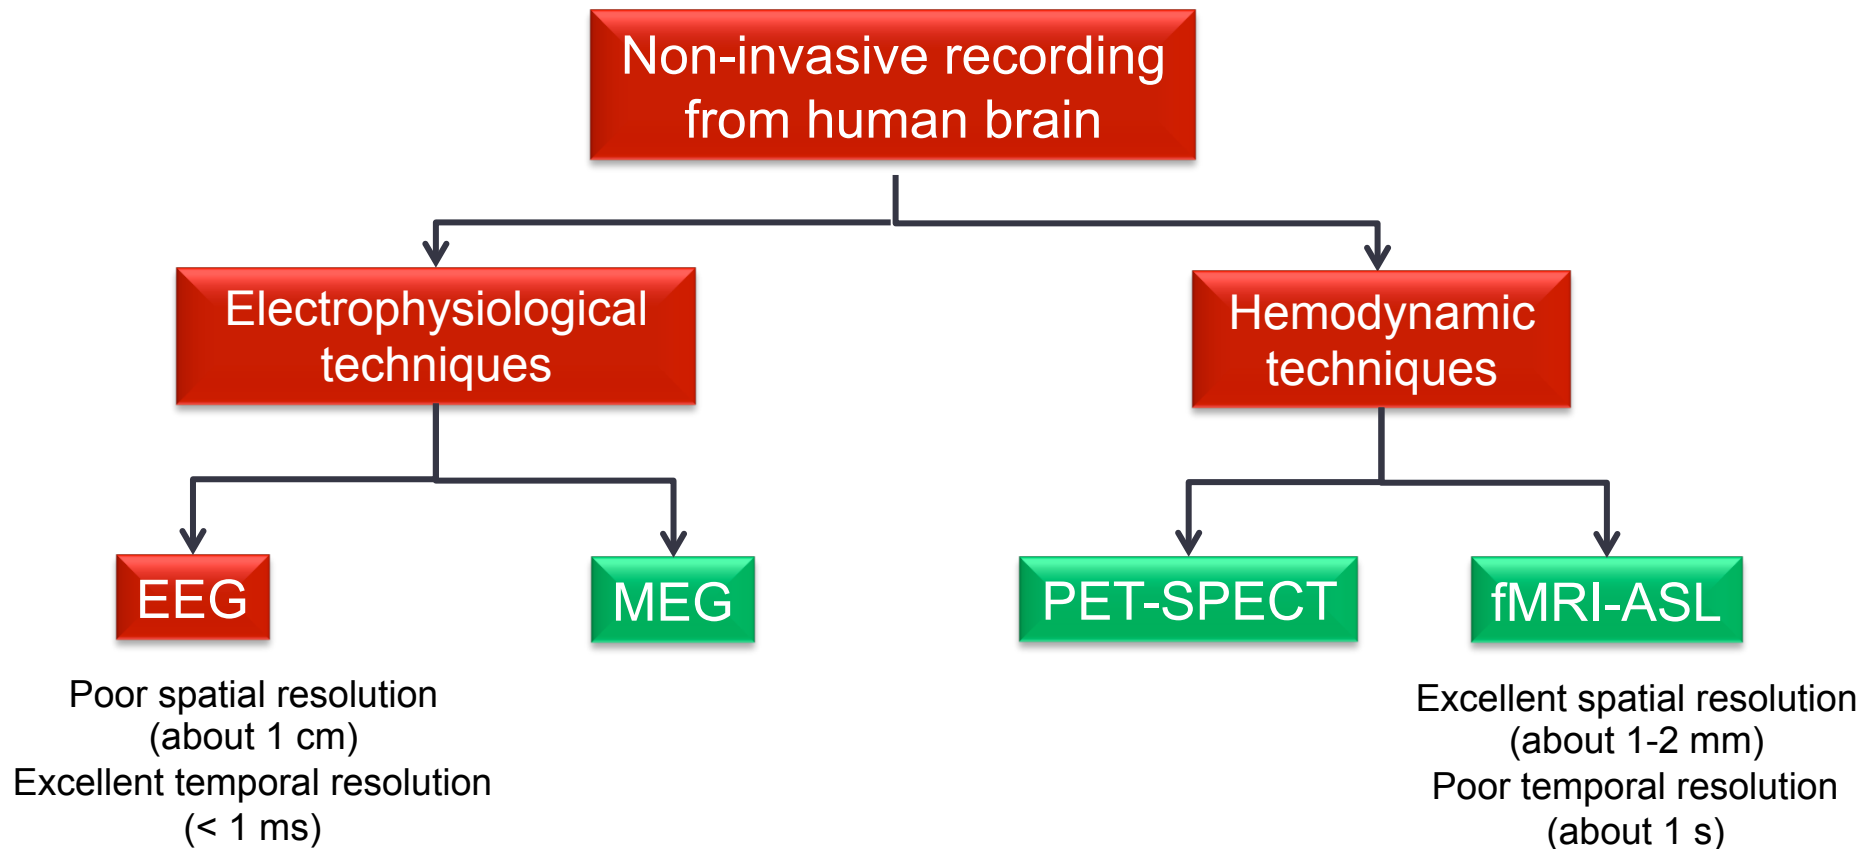 Non-invasive recording
from human brain
Electrophysiological
techniques
Hemodynamic
techniques
EEG
MEG
PET-SPECT
fMRI-ASL
Poor spatial resolution
(about 1 cm)
Excellent temporal resolution
(< 1 ms)
Excellent spatial resolution
(about 1-2 mm)
Poor temporal resolution
(about 1 s)